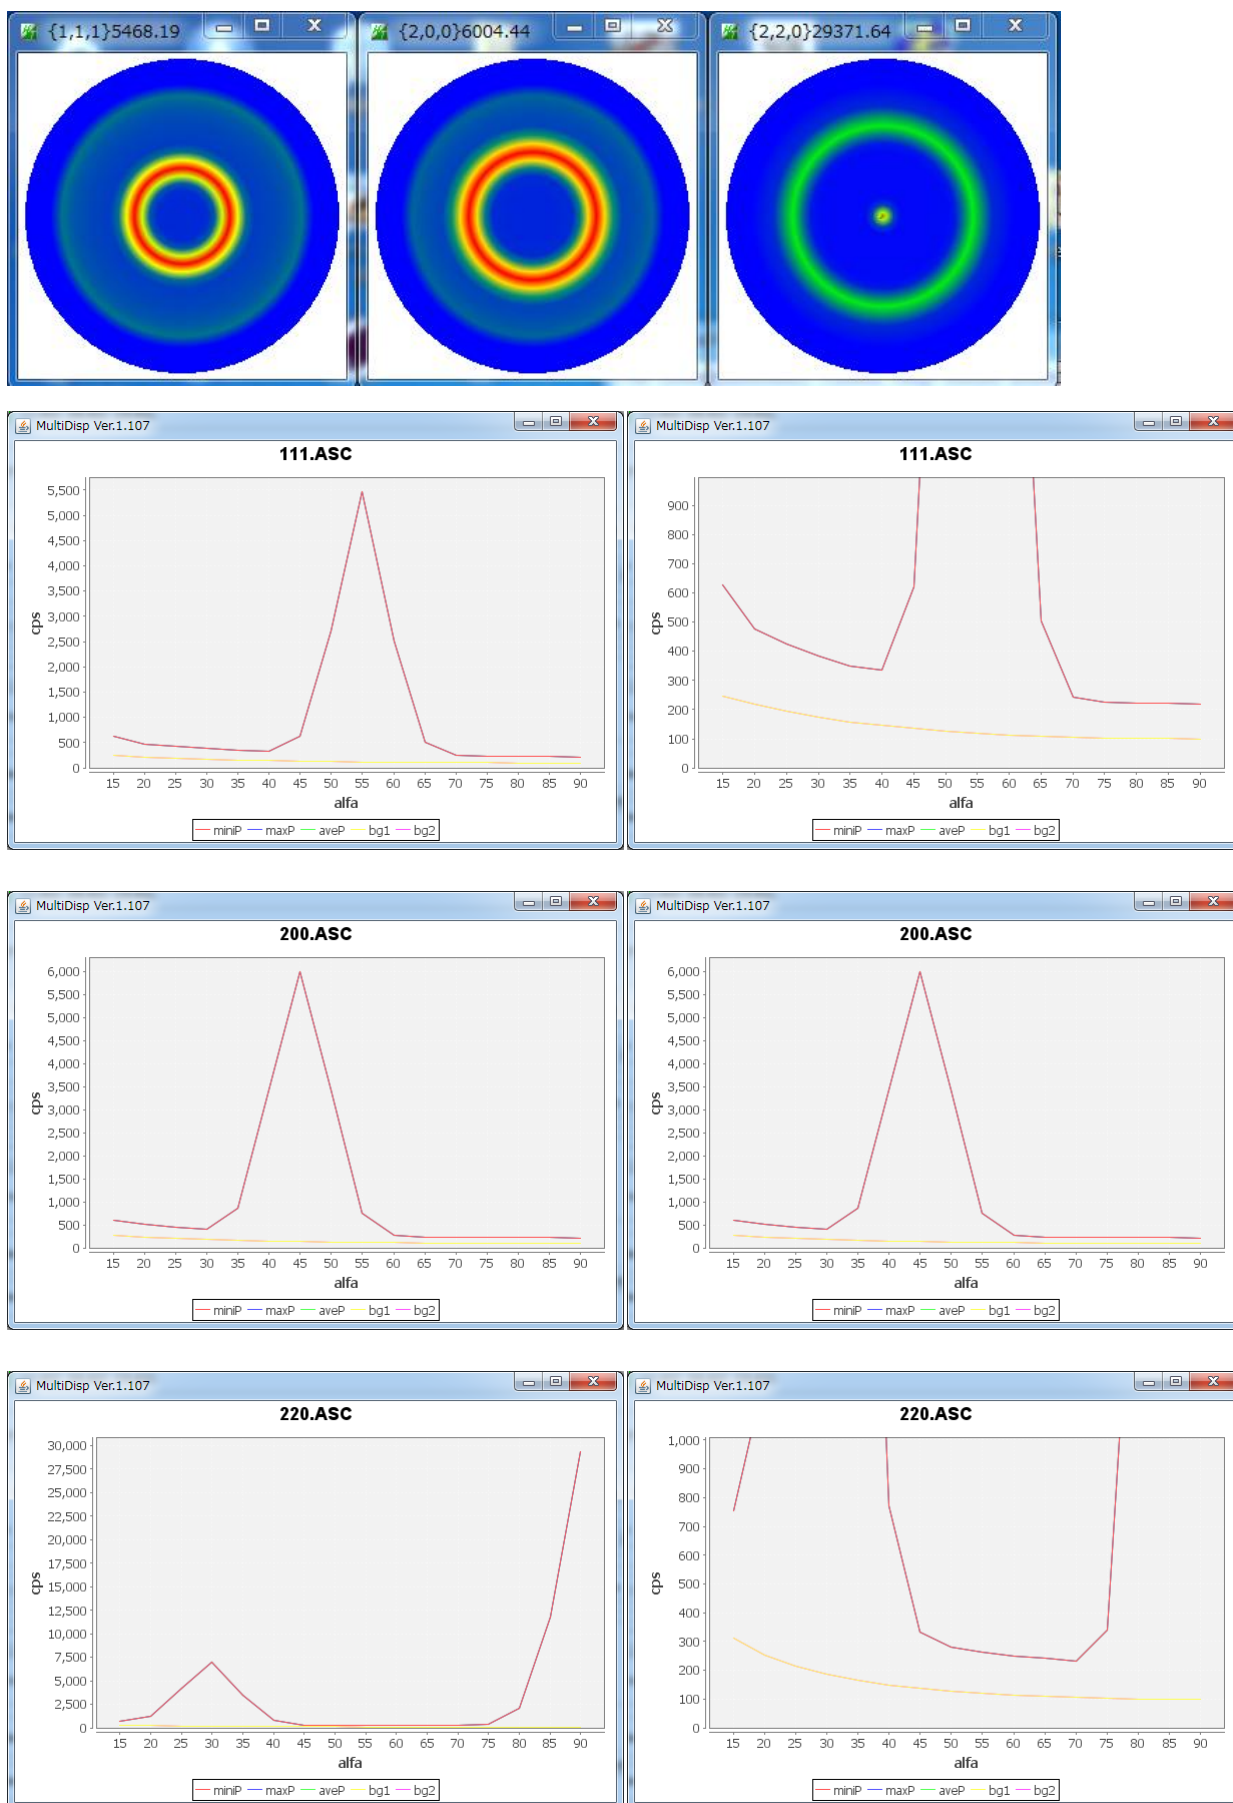 {1,1,1}5468.19 {2,0,0}6004.44 {2,2,0}29371.64
MultiDisp Ver.1.107
111.ASC
5,500
5,000
4,500
4,000
3,500
3,000
2,500
2,000
1,500
1,000
500
0
cps
15 20 25 30 35 40 45 50 55 60 65 70 75 80 85 90
alfa
miniP maxP aveP bg1 bg2
MultiDisp Ver.1.107
111.ASC
900
800
700
600
500
400
300
200
100
0
cps
15 20 25 30 35 40 45 50 55 60 65 70 75 80 85 90
alfa
miniP maxP aveP bg1 bg2
MultiDisp Ver.1.107
200.ASC
6,000
5,500
5,000
4,500
4,000
3,500
3,000
2,500
2,000
1,500
1,000
500
0
cps
15 20 25 30 35 40 45 50 55 60 65 70 75 80 85 90
alfa
miniP maxP aveP bg1 bg2
MultiDisp Ver.1.107
200.ASC
6,000
5,500
5,000
4,500
4,000
3,500
3,000
2,500
2,000
1,500
1,000
500
0
cps
15 20 25 30 35 40 45 50 55 60 65 70 75 80 85 90
alfa
miniP maxP aveP bg1 bg2
MultiDisp Ver.1.107
220.ASC
30,000
27,500
25,000
22,500
20,000
17,500
15,000
12,500
10,000
7,500
5,000
2,500
0
cps
15 20 25 30 35 40 45 50 55 60 65 70 75 80 85 90
alfa
miniP maxP aveP bg1 bg2
MultiDisp Ver.1.107
220.ASC
1,000
900
800
700
600
500
400
300
200
100
0
cps
15 20 25 30 35 40 45 50 55 60 65 70 75 80 85 90
alfa
miniP maxP aveP bg1 bg2